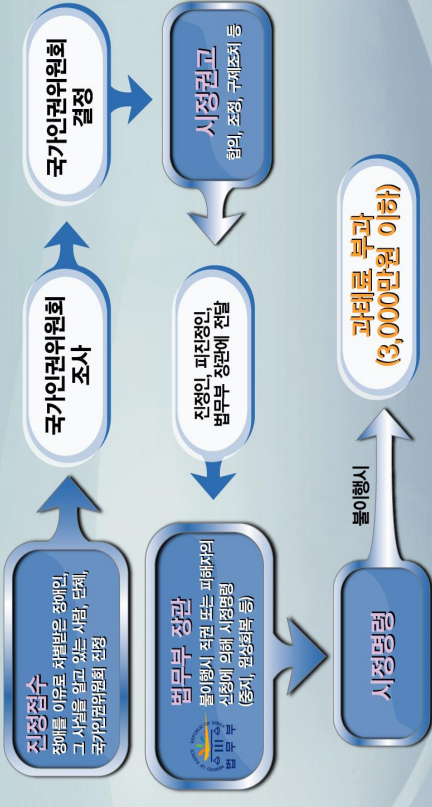 진정접수
장애를 이유로 차별받은 장애인,
그 사실을 알고 있는 사람, 단체,
국가인권위원회 진정
국가인권위원회
조사
국가인권위원회
결정
시정권고
합의, 조정, 구제조치 등
진정인, 피진정인,
법무부 장관에 전달
법무부 장관
불이행시 직권 또는 피해자의
신청에 의해 시정명령
(중지, 원상회복 등)
MINISTRY OF JUSTICE REPUBLIC OF KOREA
법무부
시정명령
불이행시
과태료 부과
(3,000만원 이하)